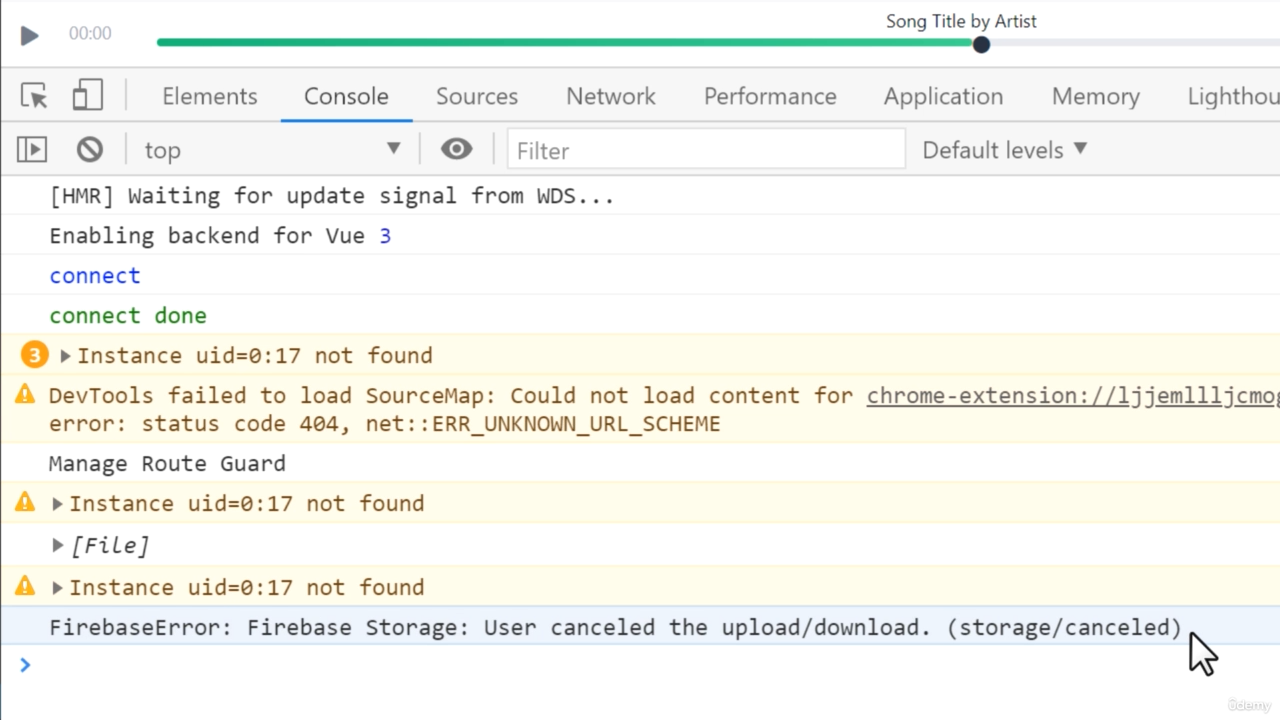 Song Title by Artist
00:00
Elements Console Sources Network Performance Application Memory Lighthou
top Filter Default levels
[HMR] Waiting for update signal from WDS...
Enabling backend for Vue 3
connect
connect done
3 Instance uid=0:17 not found
DevTools failed to load SourceMap: Could not load content for chrome-extension://ljjemllljcmog
error: status code 404, net::ERR_UNKNOWN_URL_SCHEME
Manage Route Guard
Instance uid=0:17 not found
[File]
Instance uid=0:17 not found
FirebaseError: Firebase Storage: User canceled the upload/download. (storage/canceled)
ûdemy